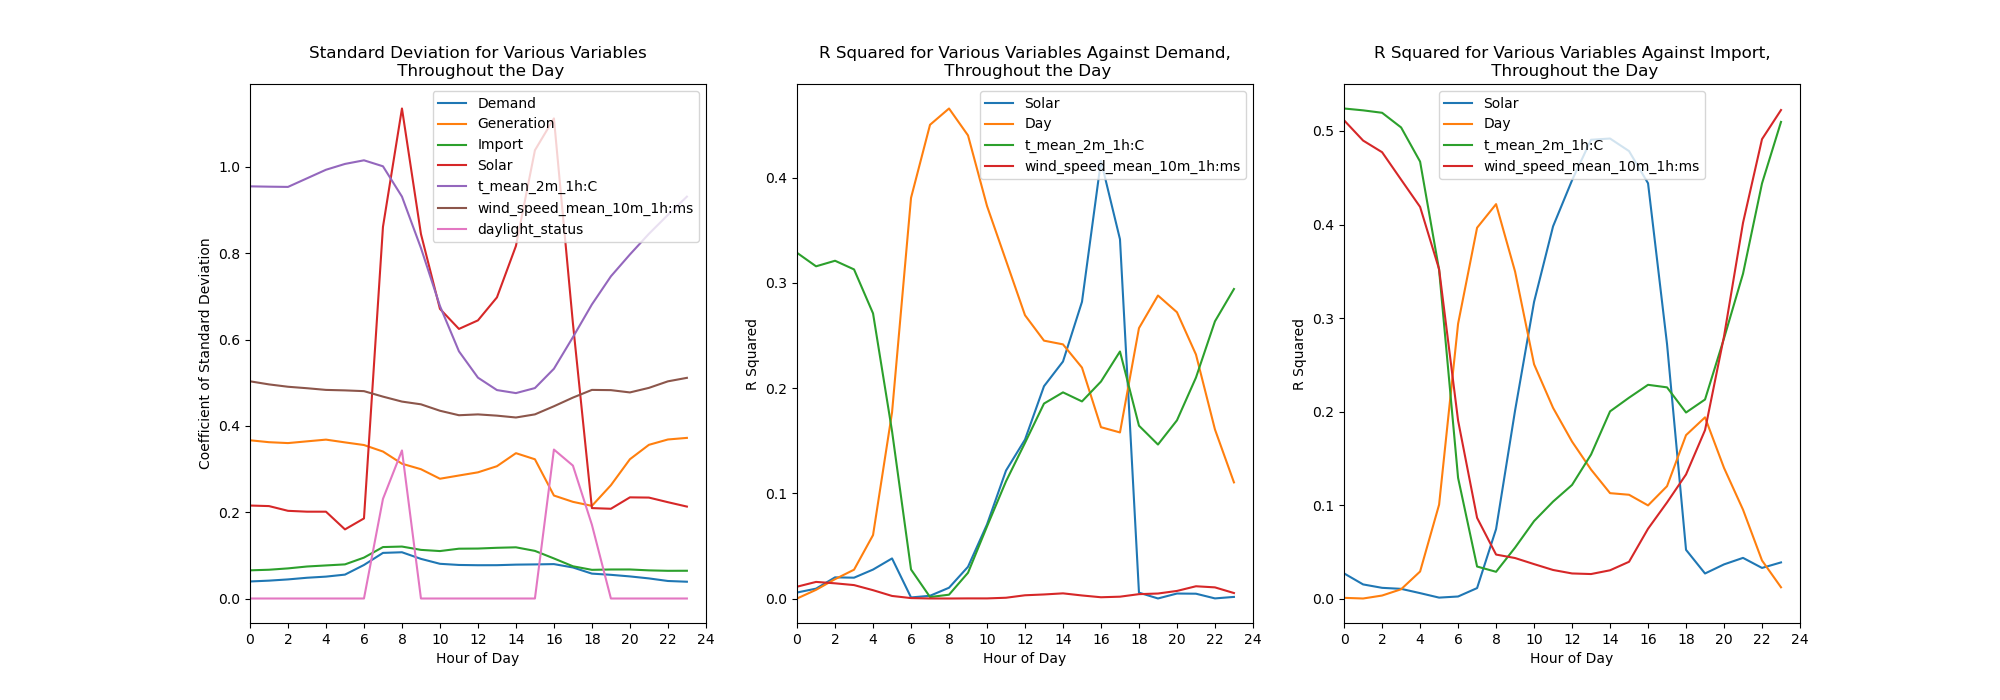 Standard Deviation for Various Variables
Throughout the Day
Coefficient of Standard Deviation
1.0
0.8
0.6
0.4
0.2
0.0
Demand
Generation
Import
Solar
t_mean_2m_1h:C
wind_speed_mean_10m_1h:ms
daylight_status
0 2 4 6 8 10 12 14 16 18 20 22 24
Hour of Day
R Squared for Various Variables Against Demand,
Throughout the Day
R Squared
0.4
0.3
0.2
0.1
0.0
Solar
Day
t_mean_2m_1h:C
wind_speed_mean_10m_1h:ms
0 2 4 6 8 10 12 14 16 18 20 22 24
Hour of Day
R Squared for Various Variables Against Import,
Throughout the Day
R Squared
0.5
0.4
0.3
0.2
0.1
0.0
Solar
Day
t_mean_2m_1h:C
wind_speed_mean_10m_1h:ms
0 2 4 6 8 10 12 14 16 18 20 22 24
Hour of Day